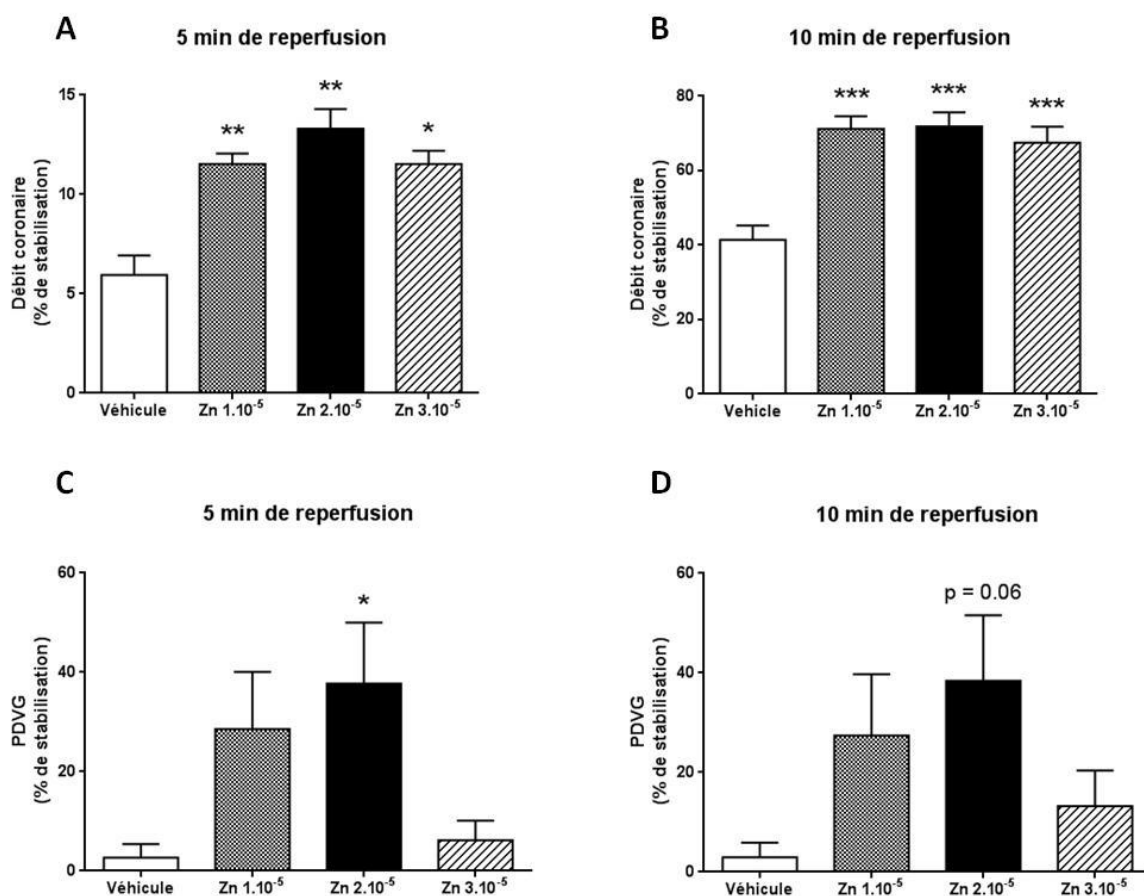 A
5 min de reperfusion
Débit coronaire
(% de stabilisation)
15
10
5
0
**
**
*
Véhicule Zn 1.10⁻⁵ Zn 2.10⁻⁵ Zn 3.10⁻⁵
B
10 min de reperfusion
Débit coronaire
(% de stabilisation)
80
60
40
20
0
***
***
***
Vehicle Zn 1.10⁻⁵ Zn 2.10⁻⁵ Zn 3.10⁻⁵
C
5 min de reperfusion
PDVG
(% de stabilisation)
60
40
20
0
*
Véhicule Zn 1.10⁻⁵ Zn 2.10⁻⁵ Zn 3.10⁻⁵
D
10 min de reperfusion
PDVG
(% de stabilisation)
60
40
20
0
p = 0.06
Véhicule Zn 1.10⁻⁵ Zn 2.10⁻⁵ Zn 3.10⁻⁵